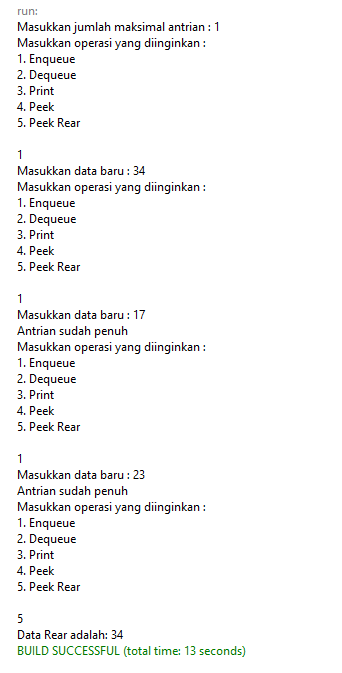 run:
Masukkan jumlah maksimal antrian : 1
Masukkan operasi yang diinginkan :
1. Enqueue
2. Dequeue
3. Print
4. Peek
5. Peek Rear
1
Masukkan data baru : 34
Masukkan operasi yang diinginkan :
1. Enqueue
2. Dequeue
3. Print
4. Peek
5. Peek Rear
1
Masukkan data baru : 17
Antrian sudah penuh
Masukkan operasi yang diinginkan :
1. Enqueue
2. Dequeue
3. Print
4. Peek
5. Peek Rear
1
Masukkan data baru : 23
Antrian sudah penuh
Masukkan operasi yang diinginkan :
1. Enqueue
2. Dequeue
3. Print
4. Peek
5. Peek Rear
5
Data Rear adalah: 34
BUILD SUCCESSFUL (total time: 13 seconds)